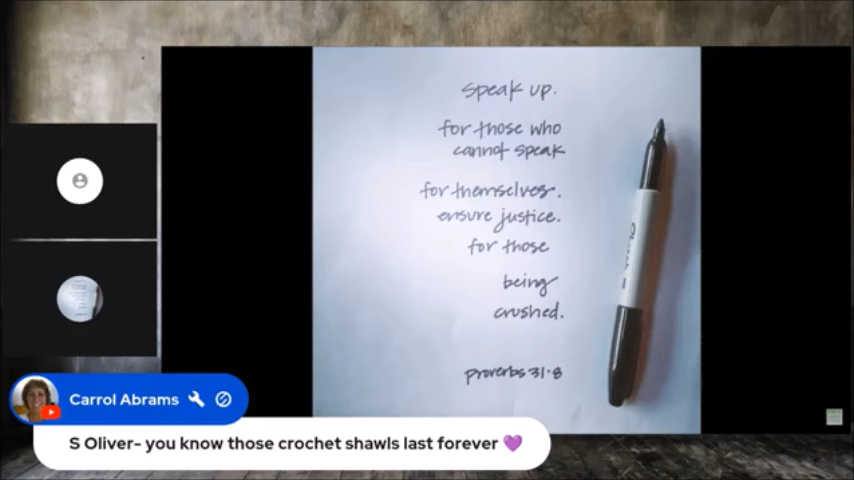 speak up.
for those who
cannot speak
for themselves.
ensure justice.
for those
being
crushed.
proverbs 31·8
Carrol Abrams
S Oliver- you know those crochet shawls last forever 💜